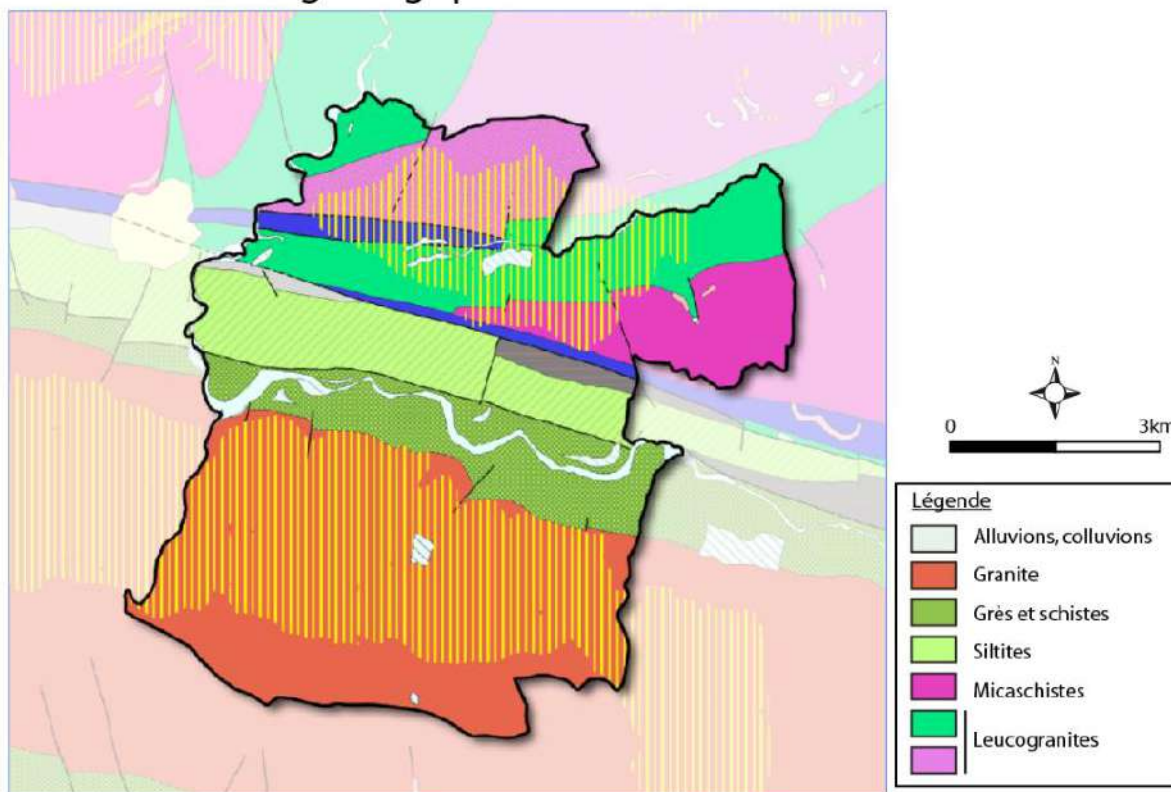 N
0 3km
Légende
Alluvions, colluvions
Granite
Grès et schistes
Siltites
Micaschistes
Leucogranites